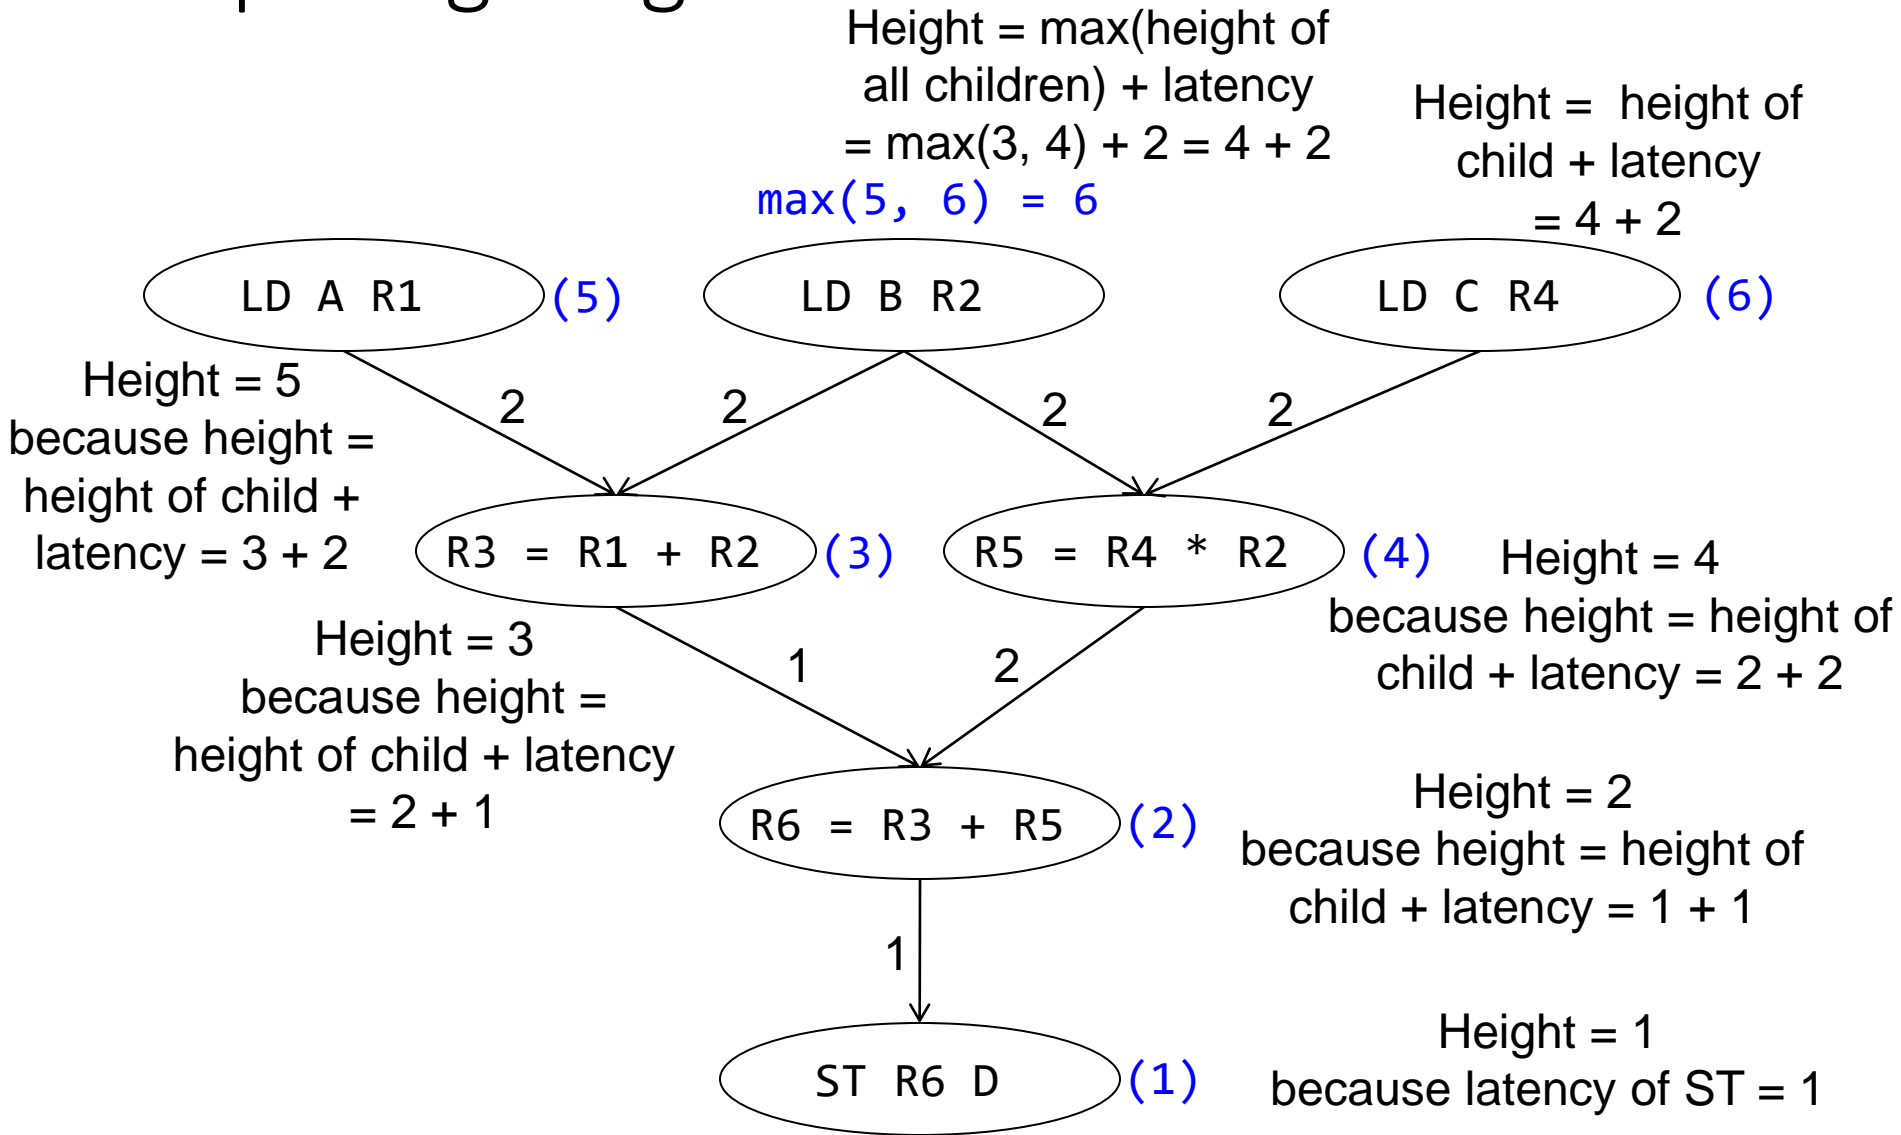 Height = max(height of
all children) + latency
= max(3, 4) + 2 = 4 + 2
max(5, 6) = 6
Height = height of
child + latency
= 4 + 2
LD A R1
(5)
LD B R2
LD C R4
(6)
Height = 5
because height =
height of child +
latency = 3 + 2
2
2
2
2
R3 = R1 + R2
(3)
R5 = R4 * R2
(4)
Height = 4
because height = height of
child + latency = 2 + 2
Height = 3
because height =
height of child + latency
= 2 + 1
1
2
R6 = R3 + R5
(2)
Height = 2
because height = height of
child + latency = 1 + 1
1
ST R6 D
(1)
Height = 1
because latency of ST = 1